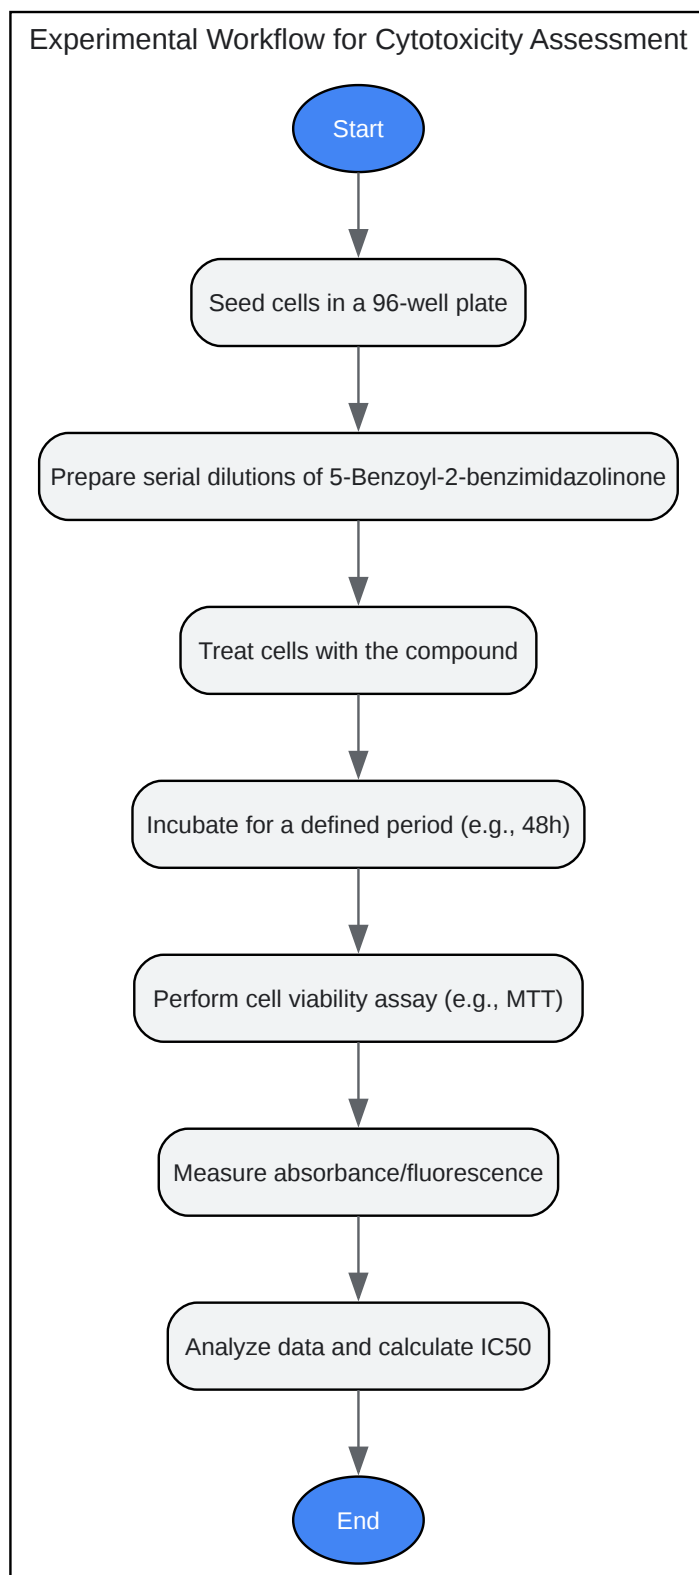 Experimental Workflow for Cytotoxicity Assessment
Start
Seed cells in a 96-well plate
Prepare serial dilutions of 5-Benzoyl-2-benzimidazolinone
Treat cells with the compound
Incubate for a defined period (e.g., 48h)
Perform cell viability assay (e.g., MTT)
Measure absorbance/fluorescence
Analyze data and calculate IC50
End